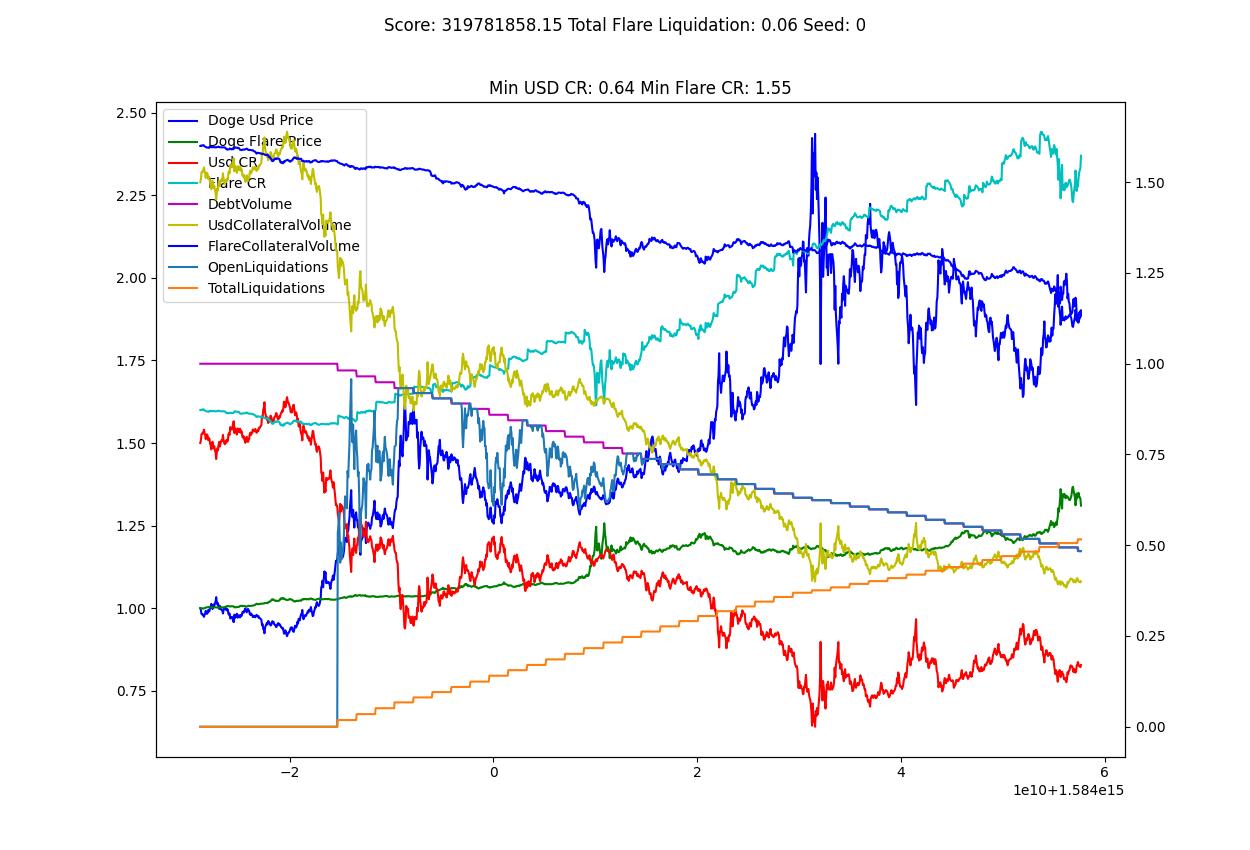 Score: 319781858.15 Total Flare Liquidation: 0.06 Seed: 0
Min USD CR: 0.64 Min Flare CR: 1.55
Doge Usd Price
Doge Flare Price
Usd CR
Flare CR
DebtVolume
UsdCollateralVolume
FlareCollateralVolume
OpenLiquidations
TotalLiquidations
2.50
2.25
2.00
1.75
1.50
1.25
1.00
0.75
1.50
1.25
1.00
0.75
0.50
0.25
0.00
−2
0
2
4
6
1e10+1.584e15